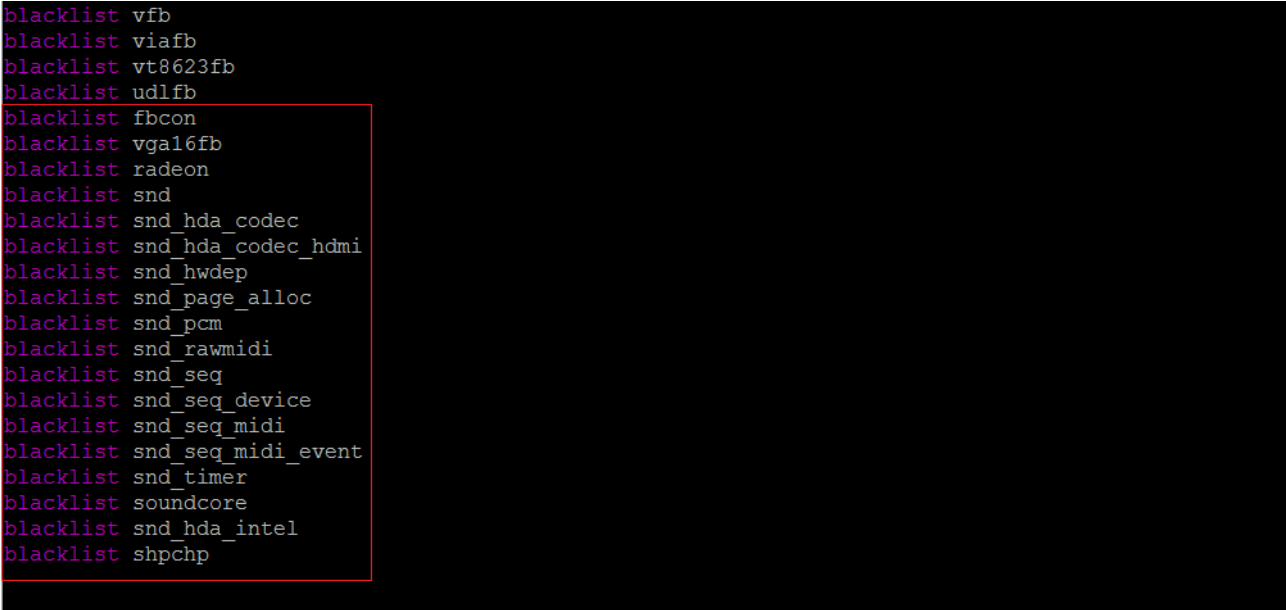 blacklist vfb
blacklist viafb
blacklist vt8623fb
blacklist udlfb
blacklist fbcon
blacklist vga16fb
blacklist radeon
blacklist snd
blacklist snd_hda_codec
blacklist snd_hda_codec_hdmi
blacklist snd_hwdep
blacklist snd_page_alloc
blacklist snd_pcm
blacklist snd_rawmidi
blacklist snd_seq
blacklist snd_seq_device
blacklist snd_seq_midi
blacklist snd_seq_midi_event
blacklist snd_timer
blacklist soundcore
blacklist snd_hda_intel
blacklist shpchp